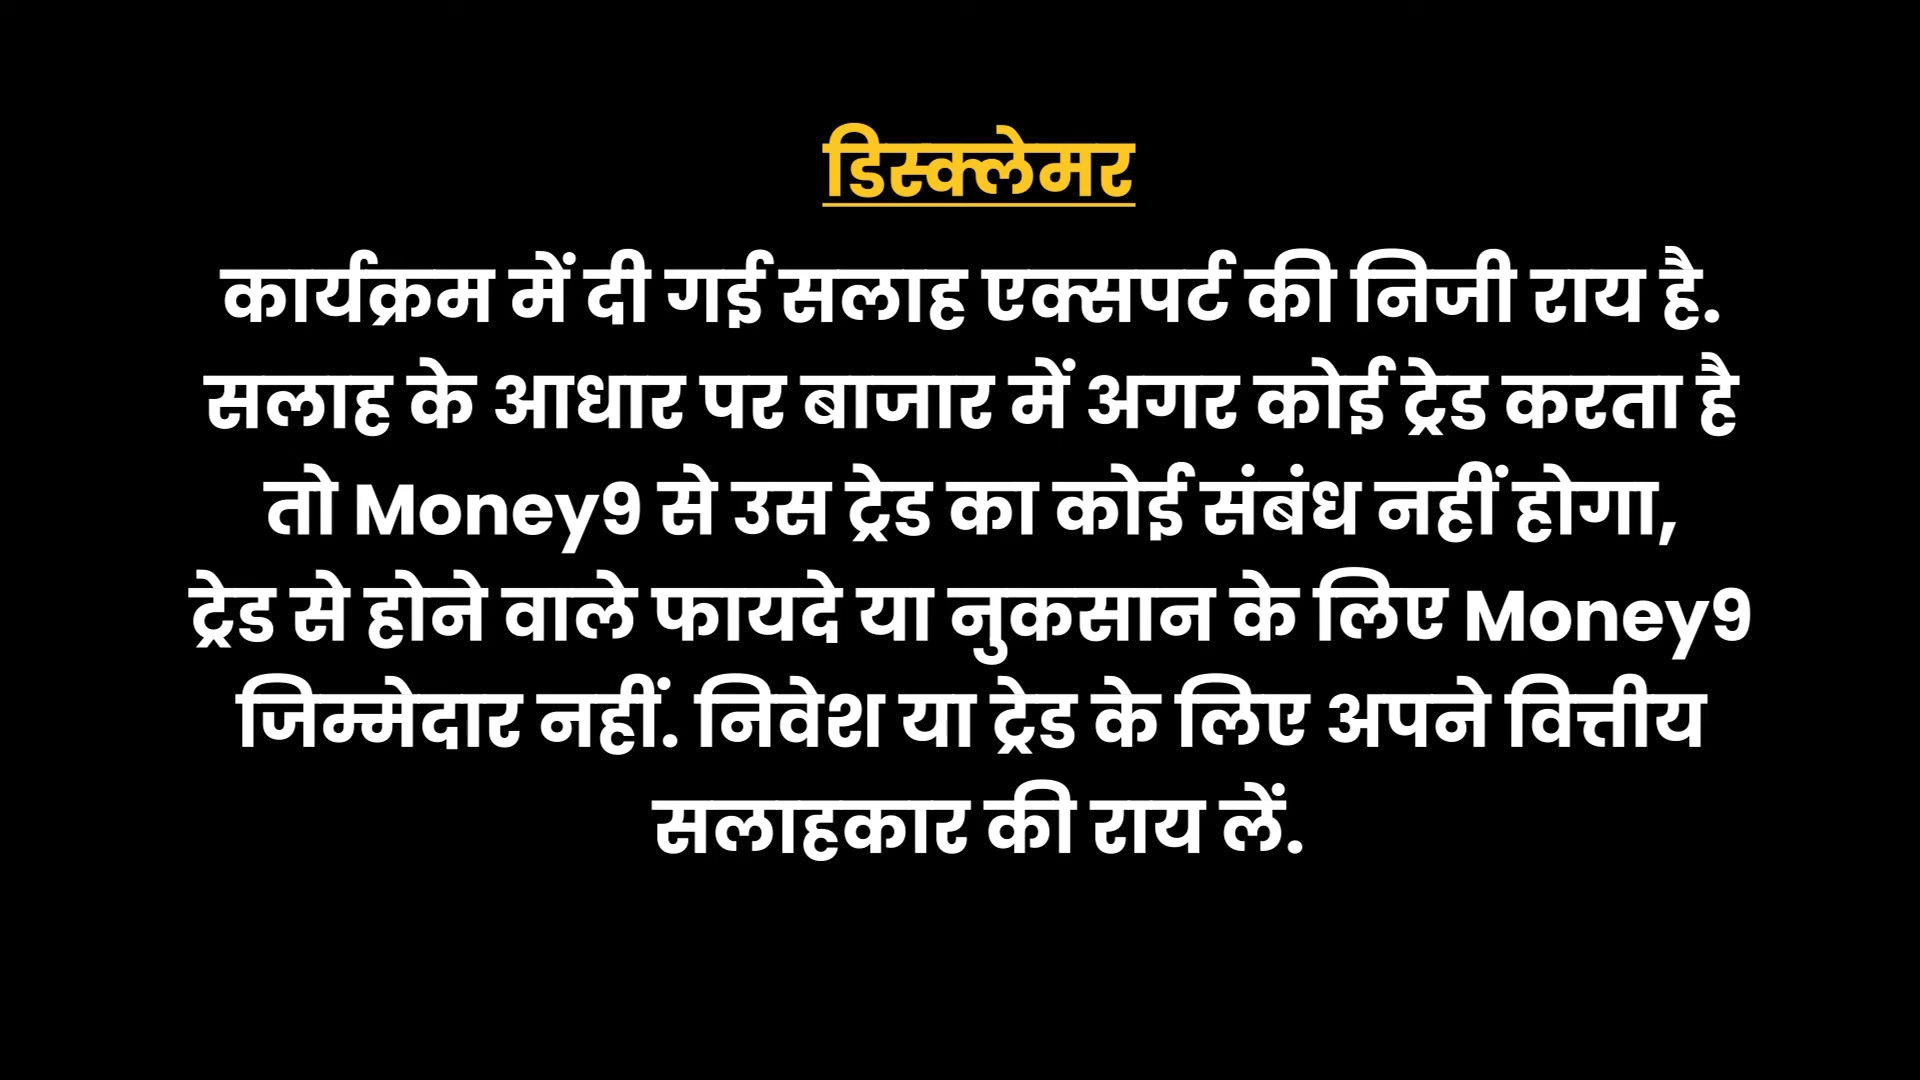 डिस्क्लेमर
कार्यक्रम में दी गई सलाह एक्सपर्ट की निजी राय है.
सलाह के आधार पर बाजार में अगर कोई ट्रेड करता है
तो Money9 से उस ट्रेड का कोई संबंध नहीं होगा,
ट्रेड से होने वाले फायदे या नुकसान के लिए Money9
जिम्मेदार नहीं. निवेश या ट्रेड के लिए अपने वित्तीय
सलाहकार की राय लें.